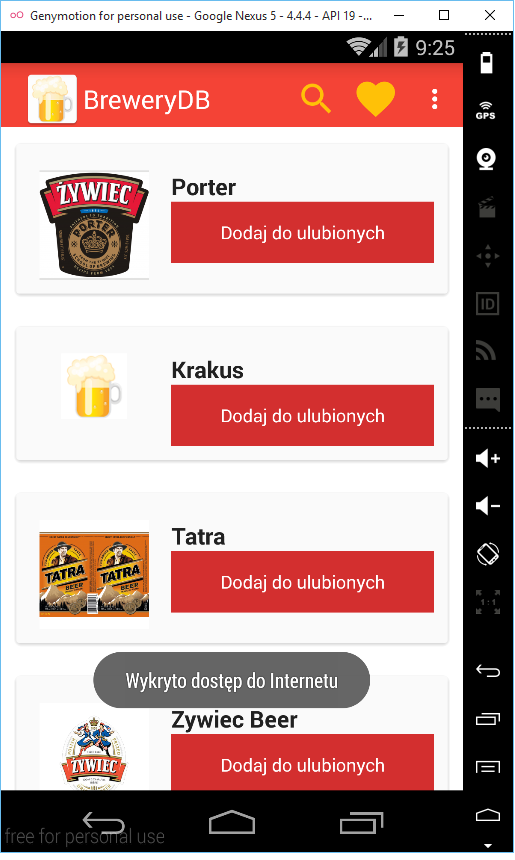 Genymotion for personal use - Google Nexus 5 - 4.4.4 - API 19 -...
9:25
BreweryDB
GPS
ŻYWIEC
PORTER
Porter
Dodaj do ulubionych
ID
Krakus
Dodaj do ulubionych
TATRA TATRA
BEER BEER
Tatra
Dodaj do ulubionych
1:1
Wykryto dostęp do Internetu
ŻYWIEC
Zywiec Beer
Dodaj do ulubionych
free for personal use